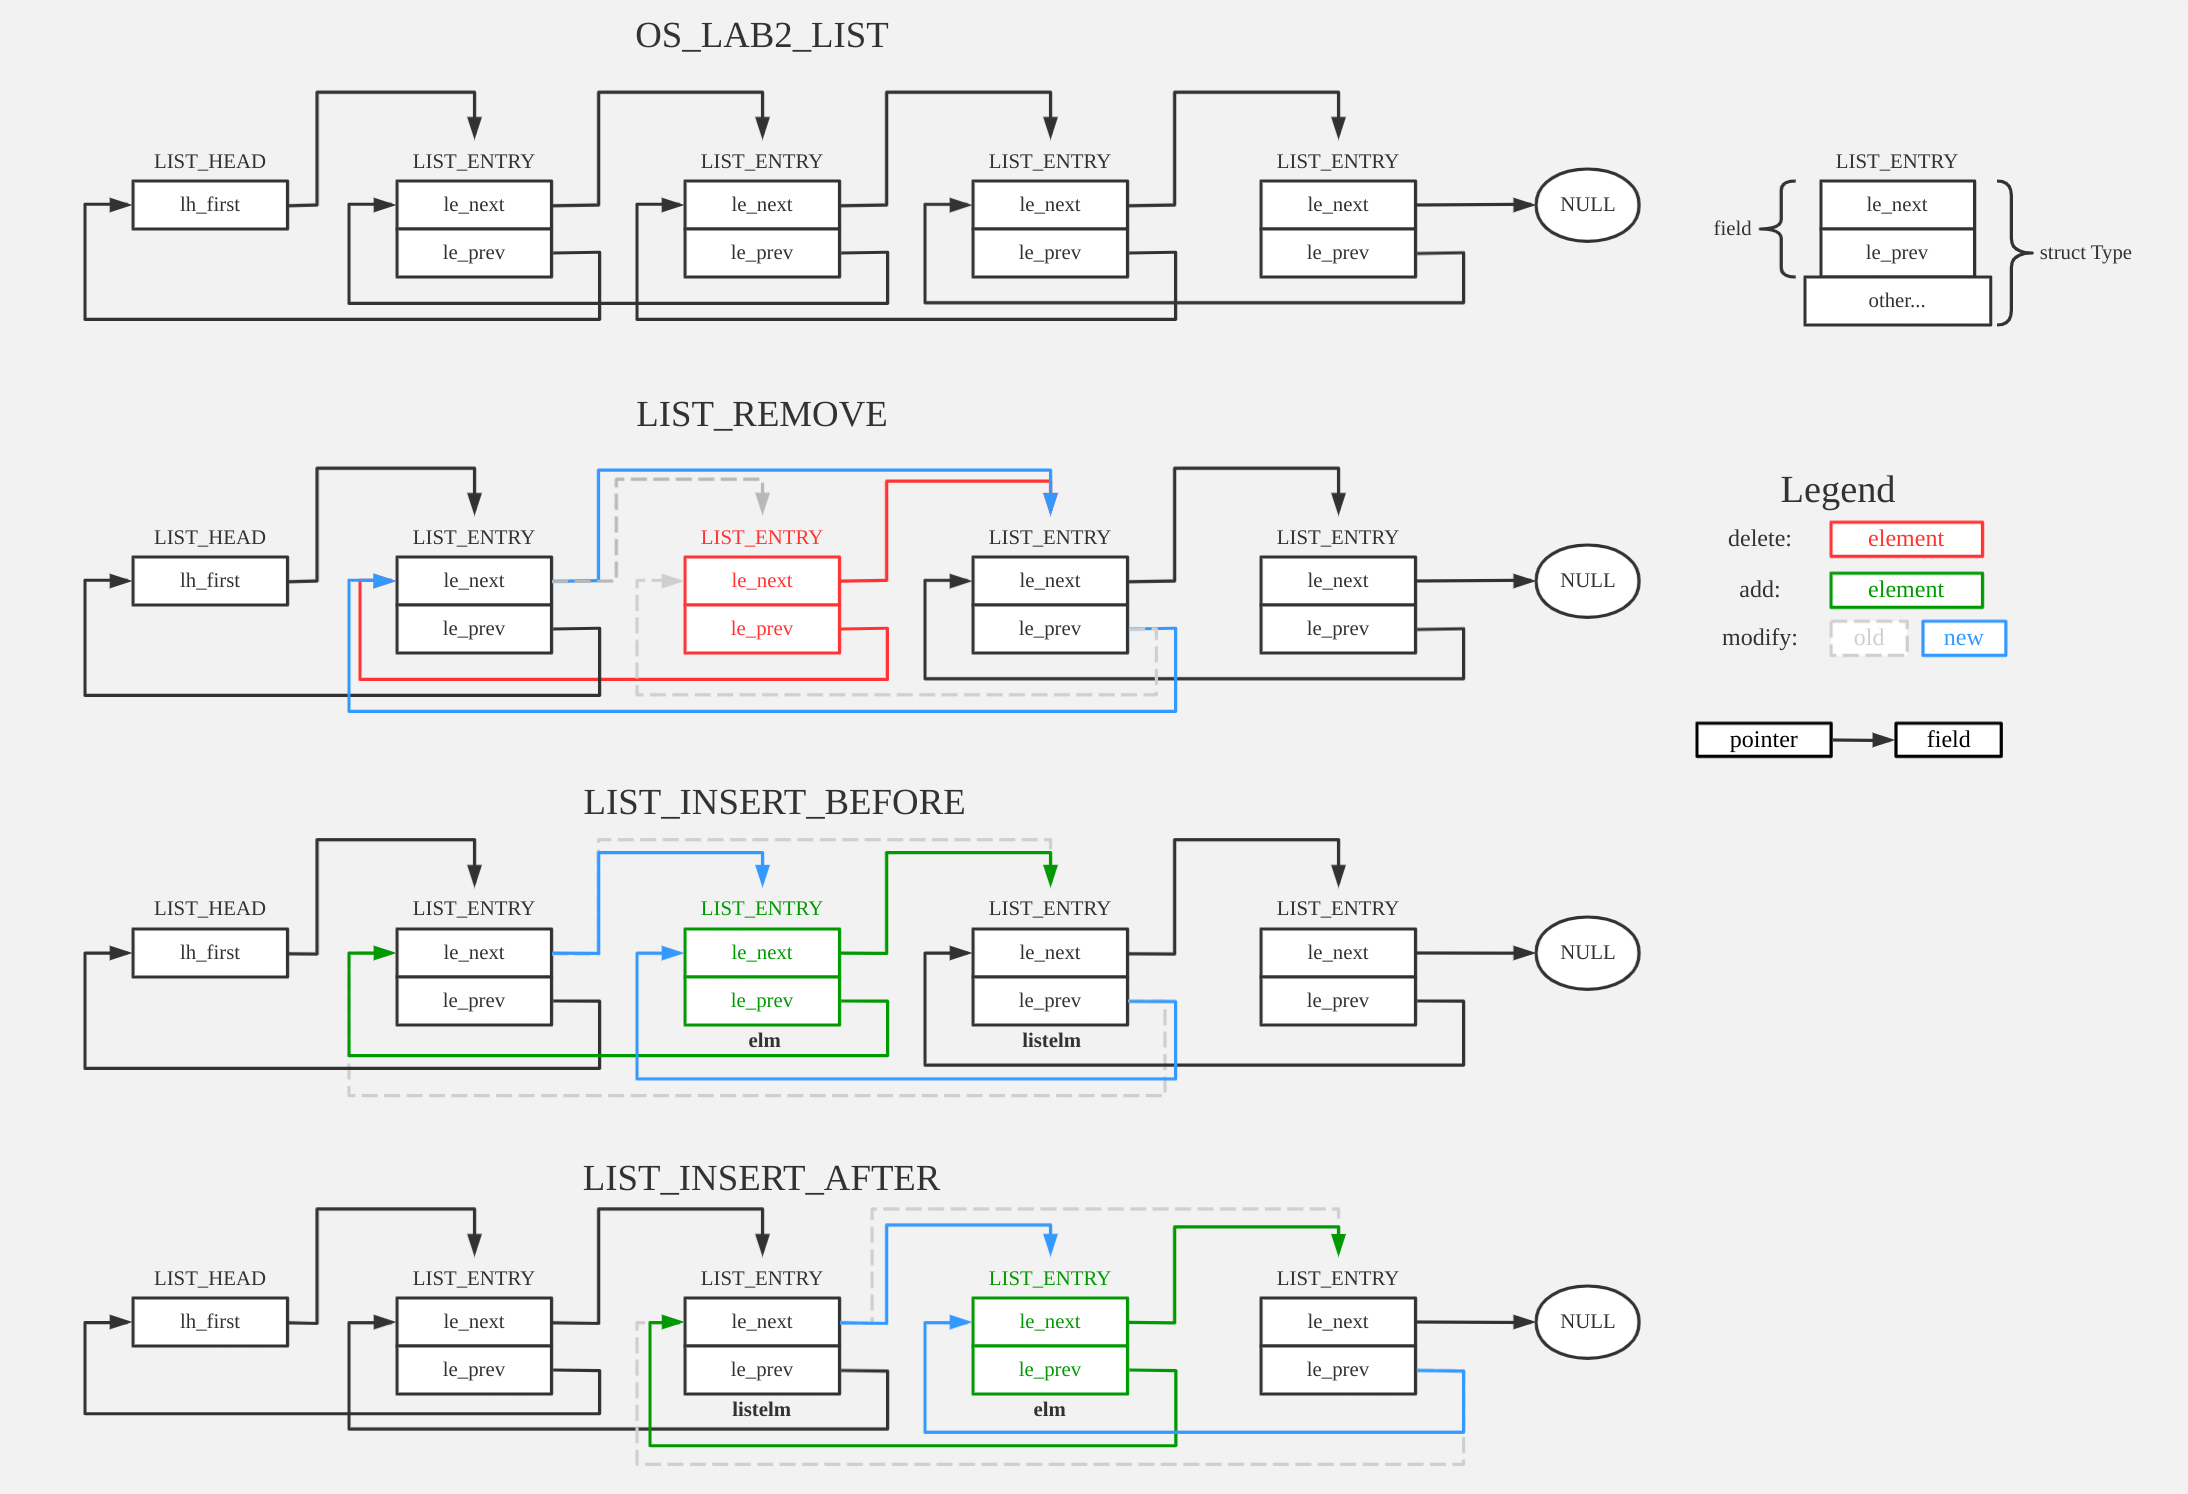 OS_LAB2_LIST
LIST_HEAD LIST_ENTRY LIST_ENTRY LIST_ENTRY LIST_ENTRY LIST_ENTRY
lh_first le_next le_next le_next le_next NULL le_next
field
le_prev le_prev le_prev le_prev le_prev struct Type
other...
LIST_REMOVE
Legend
LIST_HEAD LIST_ENTRY LIST_ENTRY LIST_ENTRY LIST_ENTRY delete: element
lh_first le_next le_next le_next le_next NULL add: element
le_prev le_prev le_prev le_prev modify: old new
pointer field
LIST_INSERT_BEFORE
LIST_HEAD LIST_ENTRY LIST_ENTRY LIST_ENTRY LIST_ENTRY
lh_first le_next le_next le_next le_next NULL
le_prev le_prev le_prev le_prev
elm listelm
LIST_INSERT_AFTER
LIST_HEAD LIST_ENTRY LIST_ENTRY LIST_ENTRY LIST_ENTRY
lh_first le_next le_next le_next le_next NULL
le_prev le_prev le_prev le_prev
listelm elm